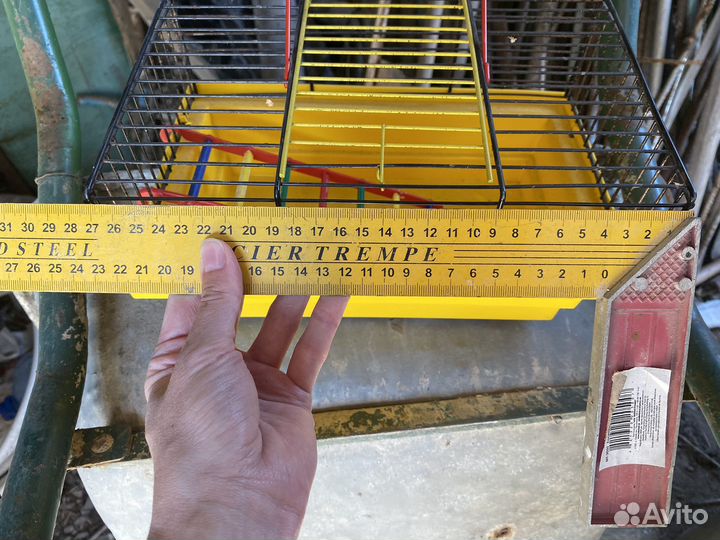 31 30 29 28 27 26 25 24 23 22 21 20 19 18 17 16 15 14 13 12 11 10 9 8 7 6 5 4 3 2
D STEEL CIER TREMPE
27 26 25 24 23 22 21 20 19 16 15 14 13 12 11 10 9 8 7 6 5 4 3 2 1 0
Avito